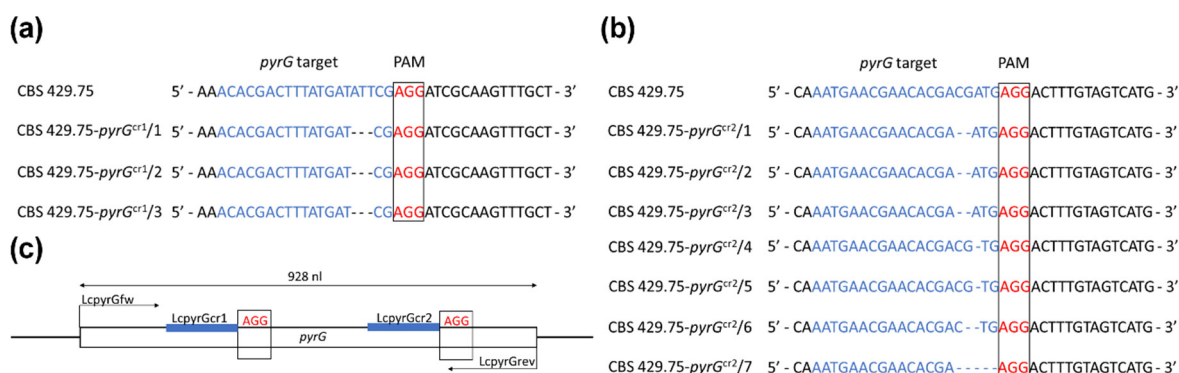 (a)
pyrG target PAM
CBS 429.75 5’ - AAACACGACTTTATGATATTCGAGGATCGCAAGTTTGCT - 3’
CBS 429.75-pyrGcr1/1 5’ - AAACACGACTTTATGAT---CGAGGATCGCAAGTTTGCT - 3’
CBS 429.75-pyrGcr1/2 5’ - AAACACGACTTTATGAT---CGAGGATCGCAAGTTTGCT - 3’
CBS 429.75-pyrGcr1/3 5’ - AAACACGACTTTATGAT---CGAGGATCGCAAGTTTGCT - 3’
(c)
928 nl
LcpyrGfw
LcpyrGcr1 AGG LcpyrGcr2 AGG
pyrG
LcpyrGrev
(b)
pyrG target PAM
CBS 429.75 5’ - CAAATGAACGAACACGACGATGAGGACTTTGTAGTCATG - 3’
CBS 429.75-pyrGcr2/1 5’ - CAAATGAACGAACACGA--ATGAGGACTTTGTAGTCATG - 3’
CBS 429.75-pyrGcr2/2 5’ - CAAATGAACGAACACGA--ATGAGGACTTTGTAGTCATG - 3’
CBS 429.75-pyrGcr2/3 5’ - CAAATGAACGAACACGA--ATGAGGACTTTGTAGTCATG - 3’
CBS 429.75-pyrGcr2/4 5’ - CAAATGAACGAACACGACG-TGAGGACTTTGTAGTCATG - 3’
CBS 429.75-pyrGcr2/5 5’ - CAAATGAACGAACACGACG-TGAGGACTTTGTAGTCATG - 3’
CBS 429.75-pyrGcr2/6 5’ - CAAATGAACGAACACGAC--TGAGGACTTTGTAGTCATG - 3’
CBS 429.75-pyrGcr2/7 5’ - CAAATGAACGAACACGA-----AGGACTTTGTAGTCATG - 3’